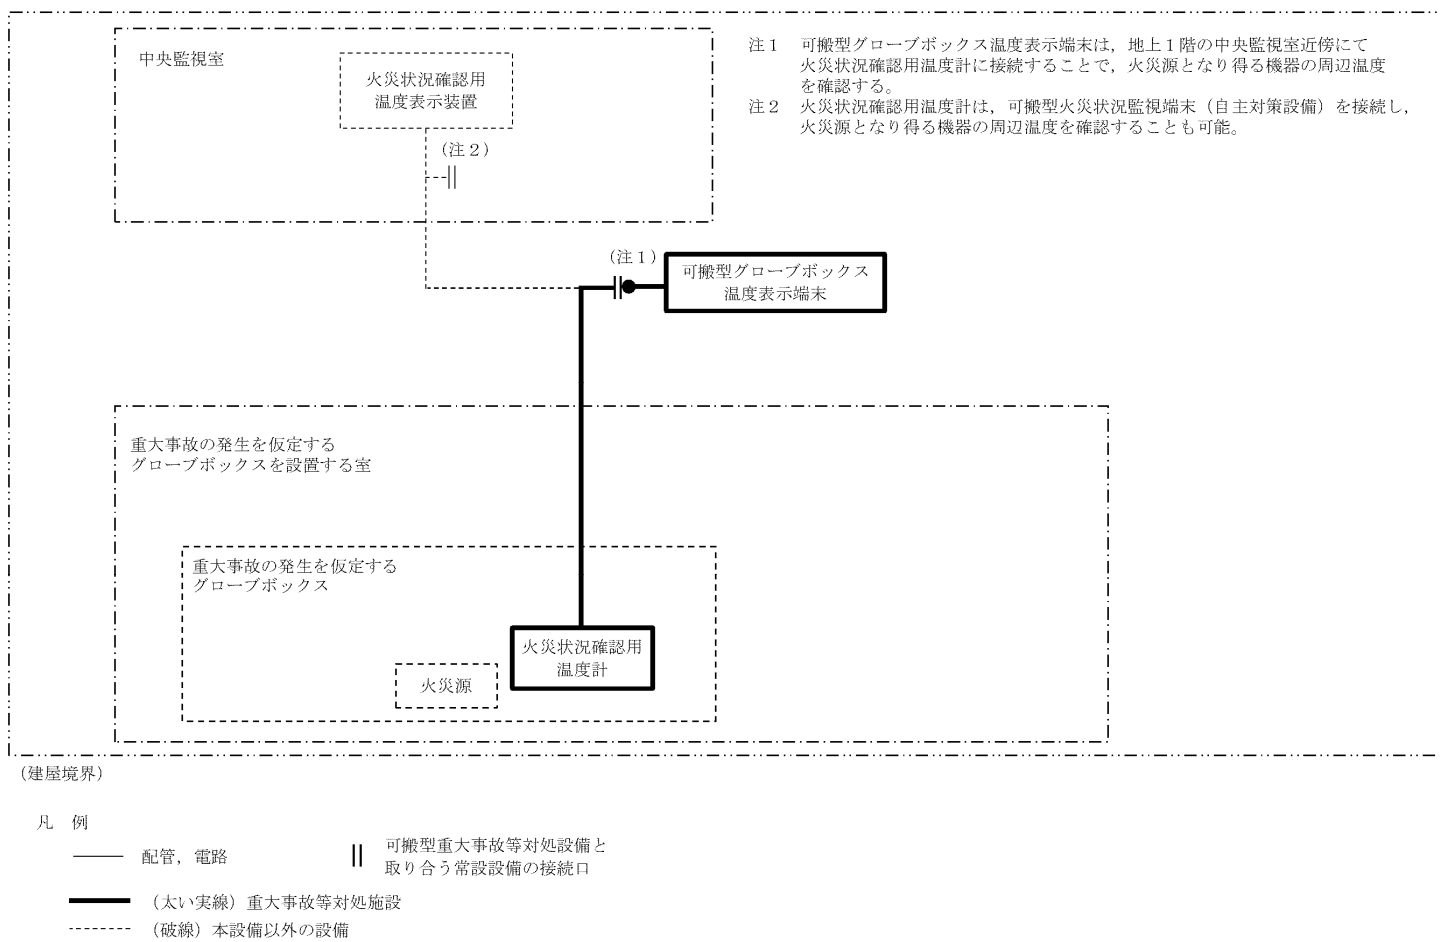 中央監視室
火災状況確認用
温度表示装置
（注２）
注１　可搬型グローブボックス温度表示端末は，地上１階の中央監視室近傍にて
火災状況確認用温度計に接続することで，火災源となり得る機器の周辺温度
を確認する。
注２　火災状況確認用温度計は，可搬型火災状況監視端末（自主対策設備）を接続し，
火災源となり得る機器の周辺温度を確認することも可能。
（注１）
可搬型グローブボックス
温度表示端末
重大事故の発生を仮定する
グローブボックスを設置する室
重大事故の発生を仮定する
グローブボックス
火災状況確認用
温度計
火災源
（建屋境界）
凡　例
配管，電路
可搬型重大事故等対処設備と
取り合う常設設備の接続口
（太い実線）重大事故等対処施設
（破線）本設備以外の設備